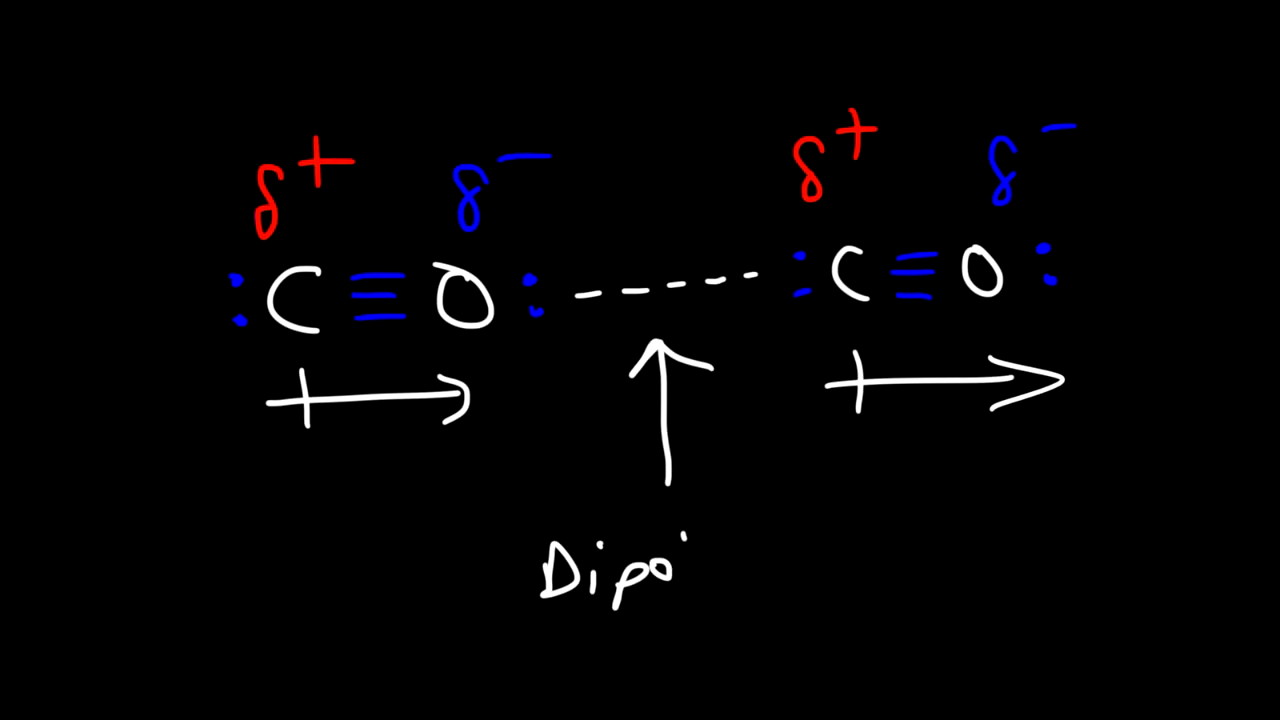 δ+ δ- δ+ δ-
:C≡O: ----- :C≡O:
Dipo